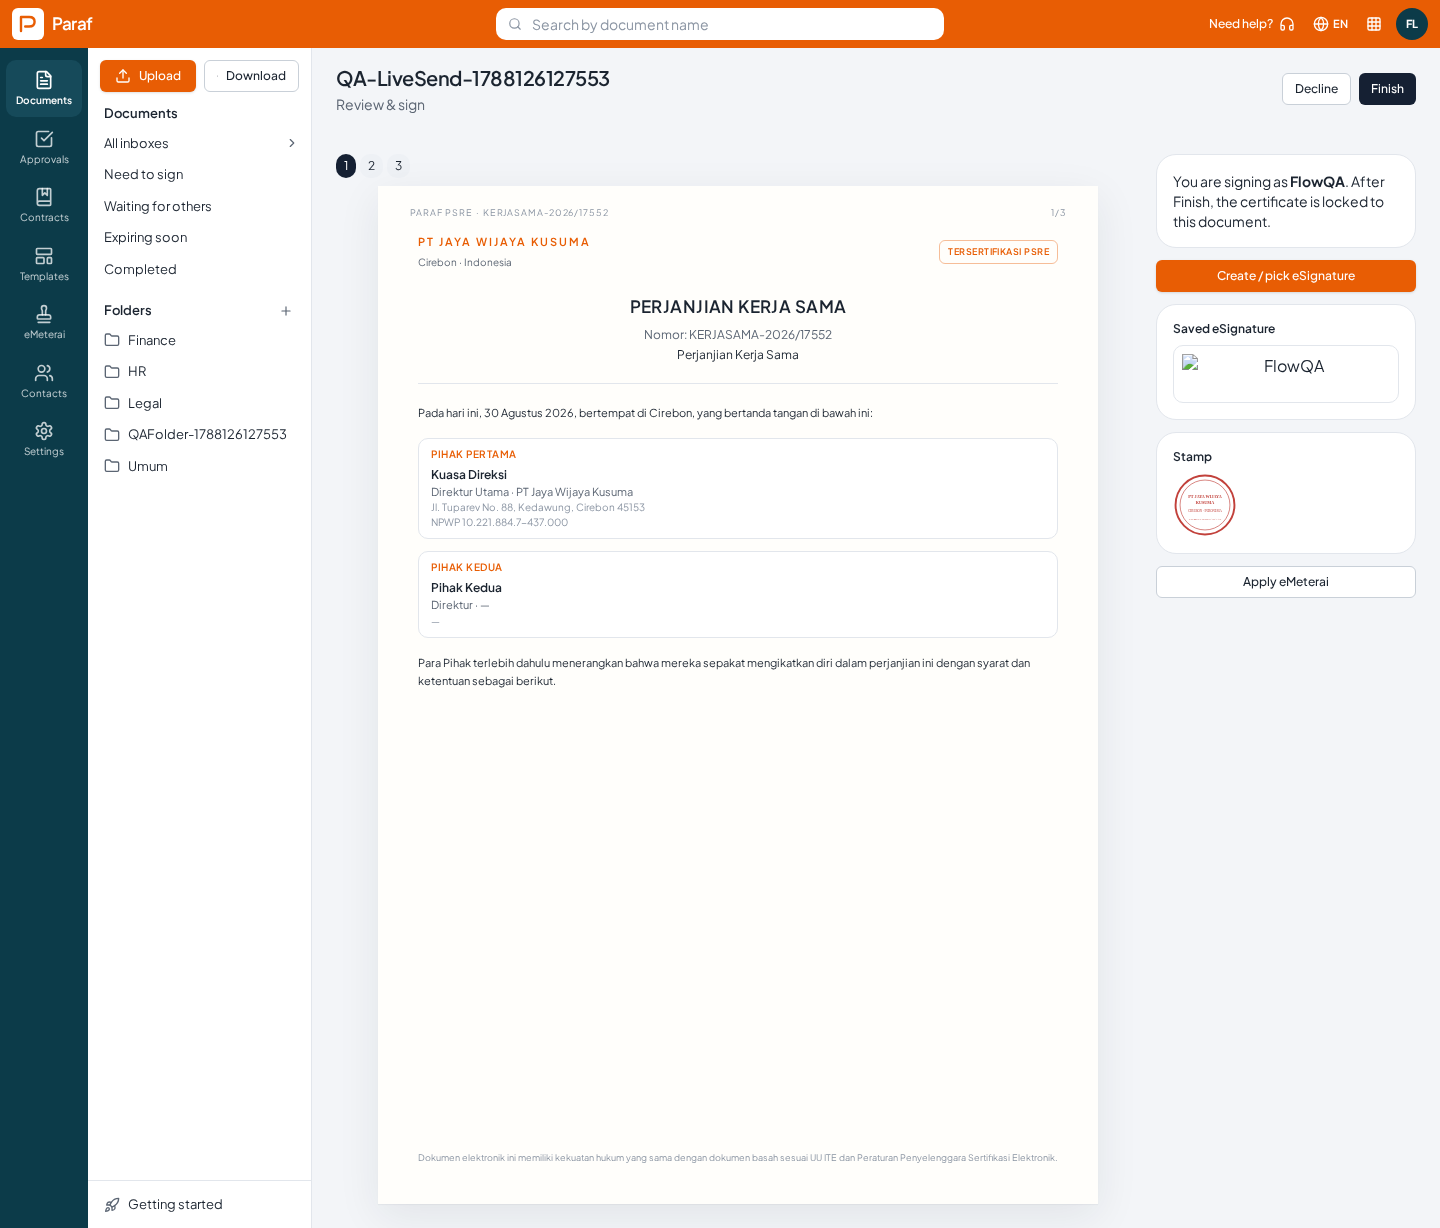 Paraf
Search by document name
Need help?
EN
FL
Documents
Approvals
Contracts
Templates
eMeterai
Contacts
Settings
Upload
Download
Documents
All inboxes
Need to sign
Waiting for others
Expiring soon
Completed
Folders
Finance
HR
Legal
QAFolder-1788126127553
Umum
Getting started
QA-LiveSend-1788126127553
Review & sign
Decline
Finish
1 2 3
PARAF PSRE · KERJASAMA-2026/17552
1/3
PT JAYA WIJAYA KUSUMA
Cirebon · Indonesia
TERSERTIFIKASI PSRE
PERJANJIAN KERJA SAMA
Nomor: KERJASAMA-2026/17552
Perjanjian Kerja Sama
Pada hari ini, 30 Agustus 2026, bertempat di Cirebon, yang bertanda tangan di bawah ini:
PIHAK PERTAMA
Kuasa Direksi
Direktur Utama · PT Jaya Wijaya Kusuma
Jl. Tuparev No. 88, Kedawung, Cirebon 45153
NPWP 10.221.884.7-437.000
PIHAK KEDUA
Pihak Kedua
Direktur · —
—
Para Pihak terlebih dahulu menerangkan bahwa mereka sepakat mengikatkan diri dalam perjanjian ini dengan syarat dan
ketentuan sebagai berikut.
Dokumen elektronik ini memiliki kekuatan hukum yang sama dengan dokumen basah sesuai UU ITE dan Peraturan Penyelenggara Sertifikasi Elektronik.
You are signing as FlowQA. After
Finish, the certificate is locked to
this document.
Create / pick eSignature
Saved eSignature
FlowQA
Stamp
PT JAYA WIJAYA
KUSUMA
CIREBON · INDONESIA
Apply eMeterai